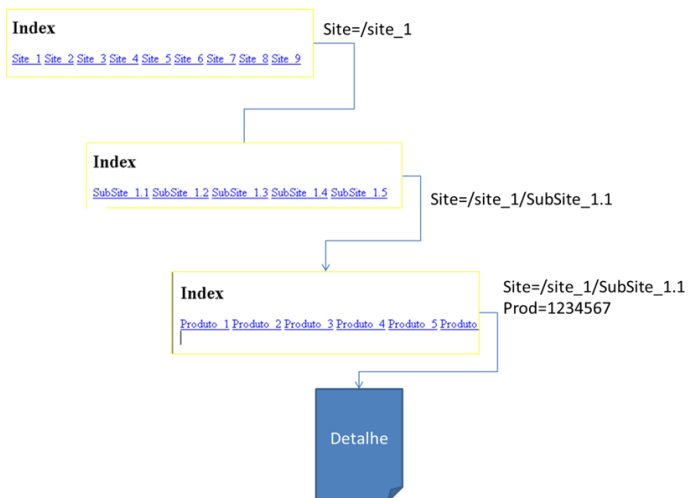 Index
Site=/site_1
Site_1 Site_2 Site_3 Site_4 Site_5 Site_6 Site_7 Site_8 Site_9
Index
SubSite_1.1 SubSite_1.2 SubSite_1.3 SubSite_1.4 SubSite_1.5
Site=/site_1/SubSite_1.1
Index
Produto_1 Produto_2 Produto_3 Produto_4 Produto_5 Produto
Site=/site_1/SubSite_1.1
Prod=1234567
Detalhe